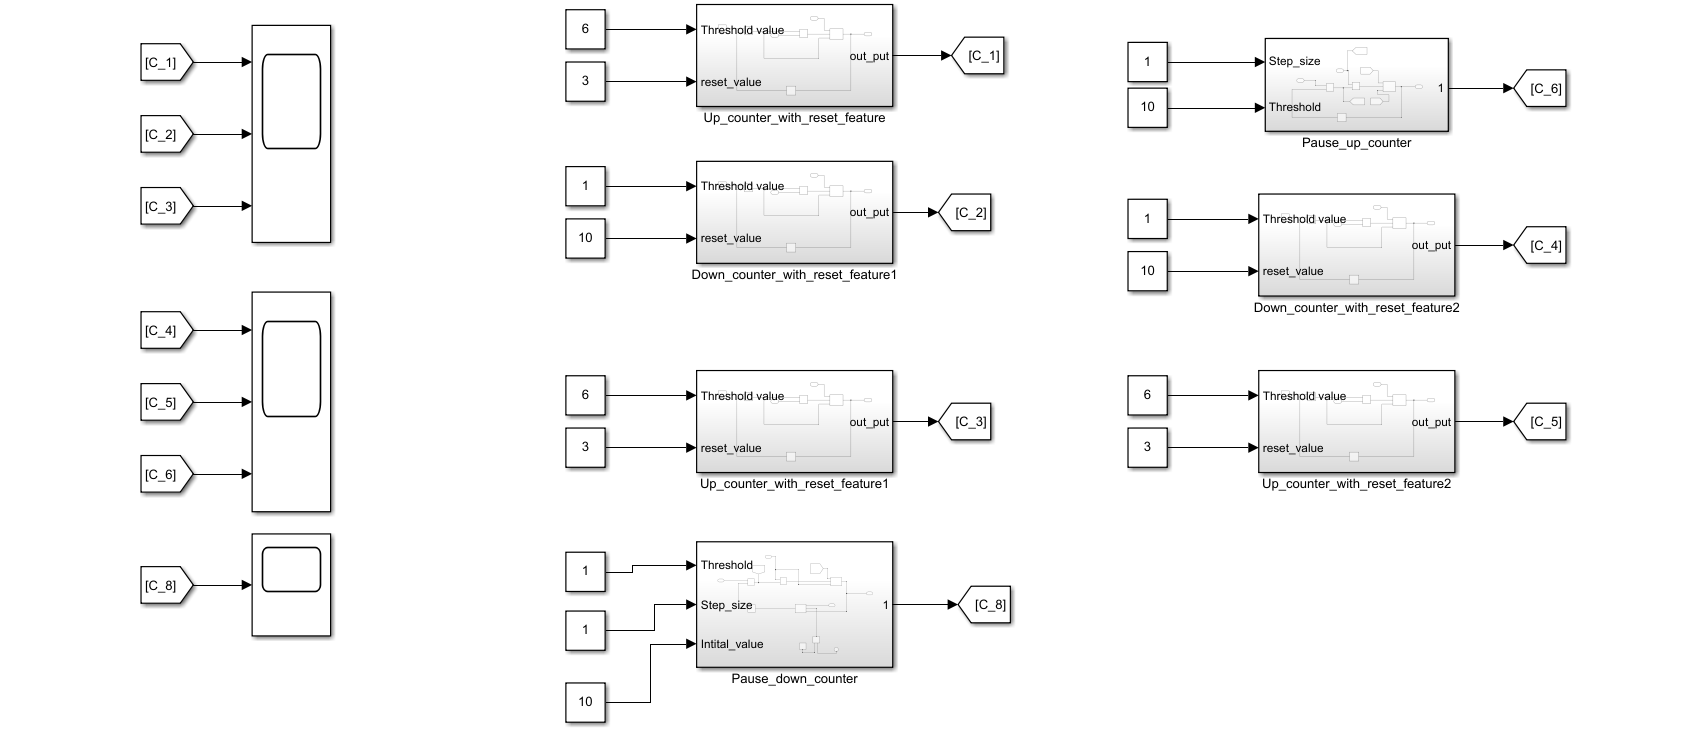 [C_1]
[C_2]
[C_3]
[C_4]
[C_5]
[C_6]
[C_8]
6
Threshold value
3
reset_value
out_put
[C_1]
Up_counter_with_reset_feature
1
Threshold value
10
reset_value
out_put
[C_2]
Down_counter_with_reset_feature1
6
Threshold value
3
reset_value
out_put
[C_3]
Up_counter_with_reset_feature1
1
Threshold
1
Step_size
10
Intital_value
1
[C_8]
Pause_down_counter
1
Step_size
10
Threshold
1
[C_6]
Pause_up_counter
1
Threshold value
10
reset_value
out_put
[C_4]
Down_counter_with_reset_feature2
6
Threshold value
3
reset_value
out_put
[C_5]
Up_counter_with_reset_feature2